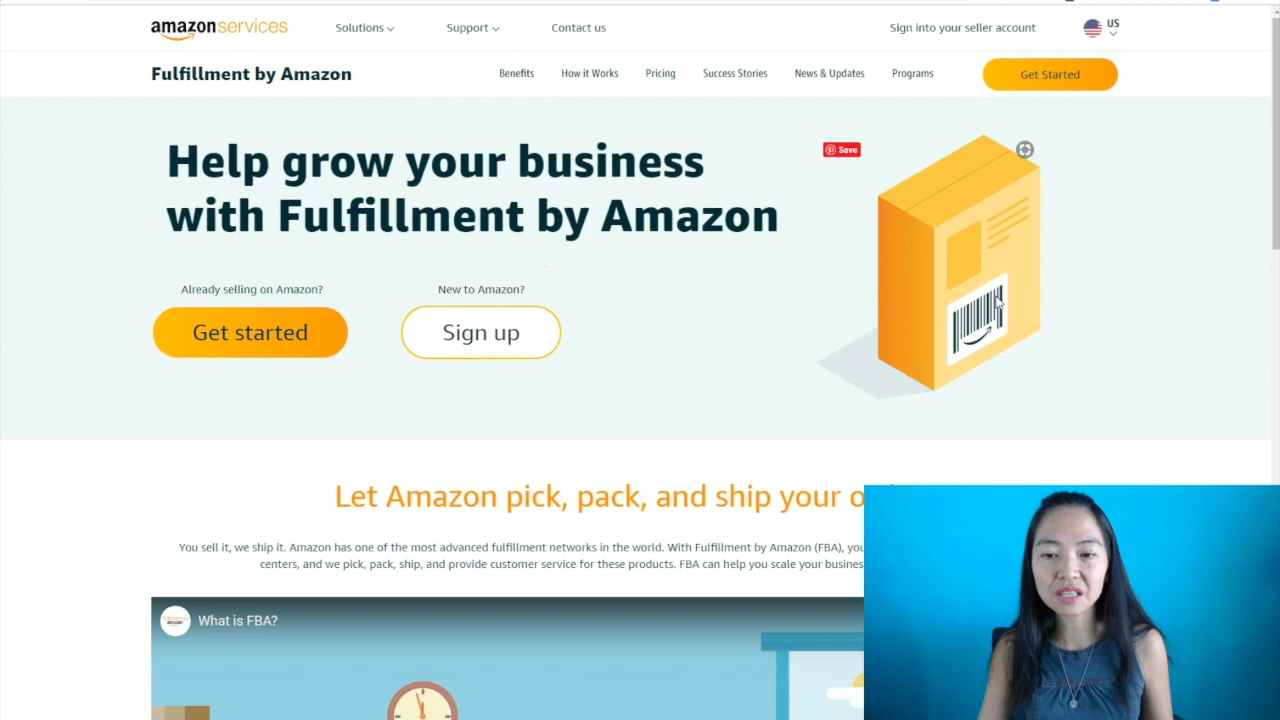 amazonservices
Solutions
Support
Contact us
Sign into your seller account
US
Fulfillment by Amazon
Benefits
How it Works
Pricing
Success Stories
News & Updates
Programs
Get Started
Help grow your business
with Fulfillment by Amazon
Save
Already selling on Amazon?
New to Amazon?
Get started
Sign up
Let Amazon pick, pack, and ship your o
You sell it, we ship it. Amazon has one of the most advanced fulfillment networks in the world. With Fulfillment by Amazon (FBA), you
centers, and we pick, pack, ship, and provide customer service for these products. FBA can help you scale your busines
What is FBA?